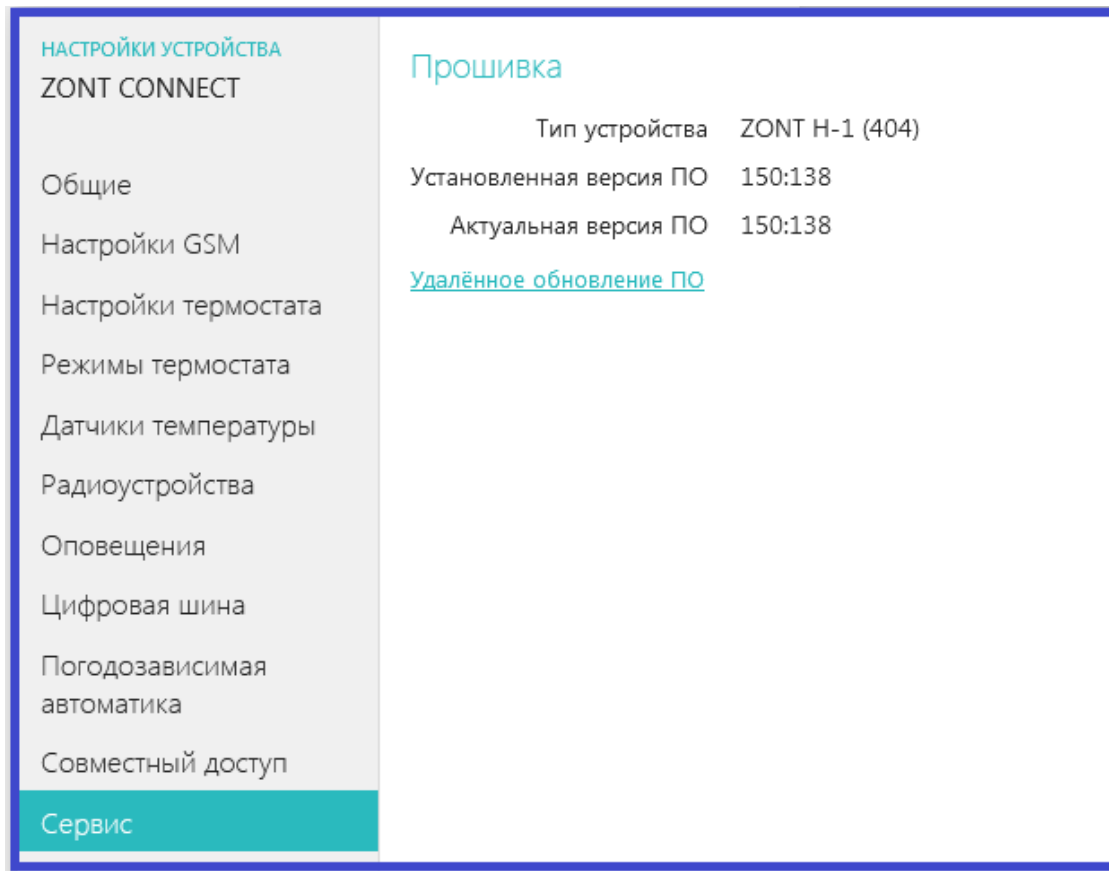 НАСТРОЙКИ УСТРОЙСТВА
ZONT CONNECT
Общие
Настройки GSM
Настройки термостата
Режимы термостата
Датчики температуры
Радиоустройства
Оповещения
Цифровая шина
Погодозависимая
автоматика
Совместный доступ
Сервис
Прошивка
Тип устройства ZONT H-1 (404)
Установленная версия ПО 150:138
Актуальная версия ПО 150:138
Удалённое обновление ПО